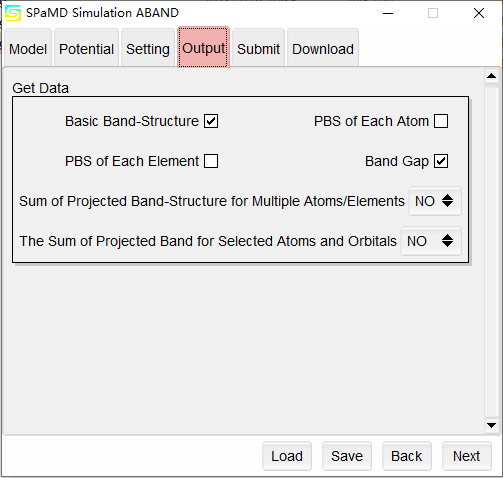 SPaMD Simulation ABAND
Model Potential Setting Output Submit Download
Get Data
Basic Band-Structure PBS of Each Atom
PBS of Each Element Band Gap
Sum of Projected Band-Structure for Multiple Atoms/Elements NO
The Sum of Projected Band for Selected Atoms and Orbitals NO
Load Save Back Next